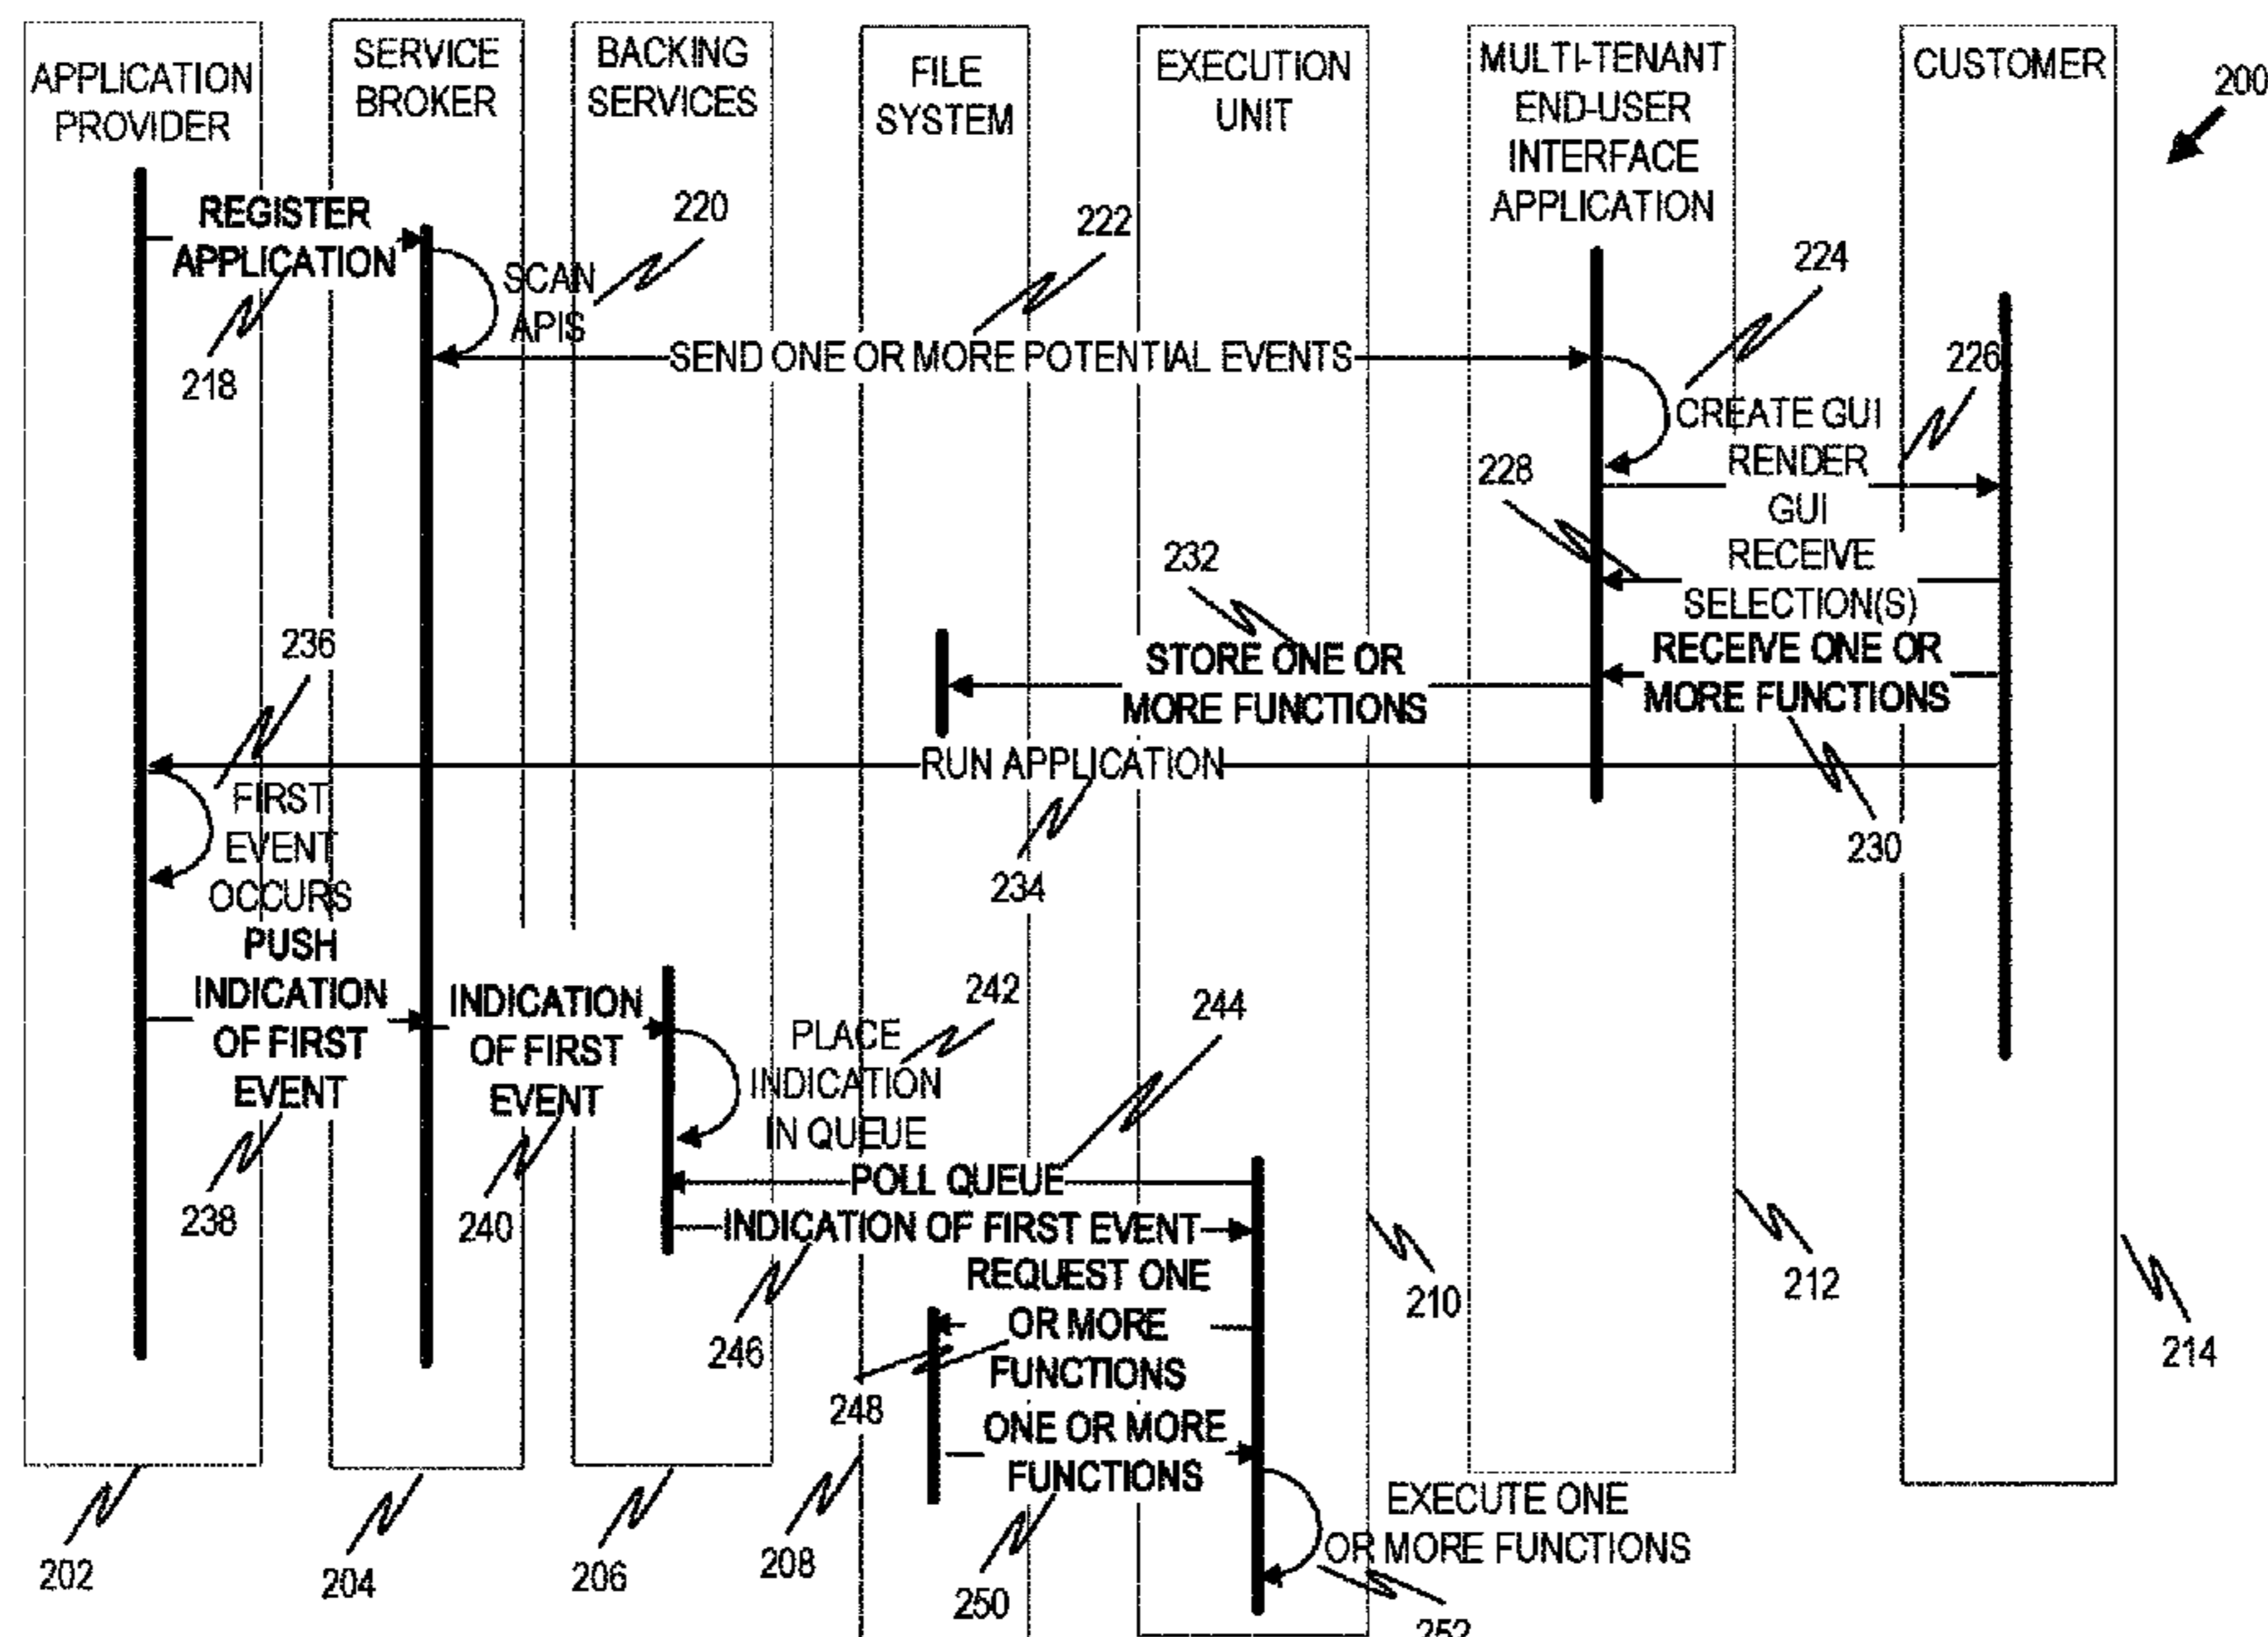 APPLICATION
PROVIDER
SERVICE
BROKER
BACKING
SERVICES
FILE
SYSTEM
EXECUTION
UNIT
MULTI-TENANT
END-USER
INTERFACE
APPLICATION
CUSTOMER
200
REGISTER
APPLICATION
218
SCAN
APIS
220
222
SEND ONE OR MORE POTENTIAL EVENTS
224
CREATE GUI
226
RENDER
GUI
228
RECEIVE
SELECTION(S)
232
STORE ONE OR
MORE FUNCTIONS
RECEIVE ONE OR
MORE FUNCTIONS
230
236
RUN APPLICATION
234
FIRST
EVENT
OCCURS
PUSH
INDICATION
OF FIRST
EVENT
238
INDICATION
OF FIRST
EVENT
240
242
PLACE
INDICATION
IN QUEUE
244
POLL QUEUE
INDICATION OF FIRST EVENT
246
REQUEST ONE
OR MORE
FUNCTIONS
248
ONE OR MORE
FUNCTIONS
250
EXECUTE ONE
OR MORE FUNCTIONS
252
202
204
206
208
210
212
214